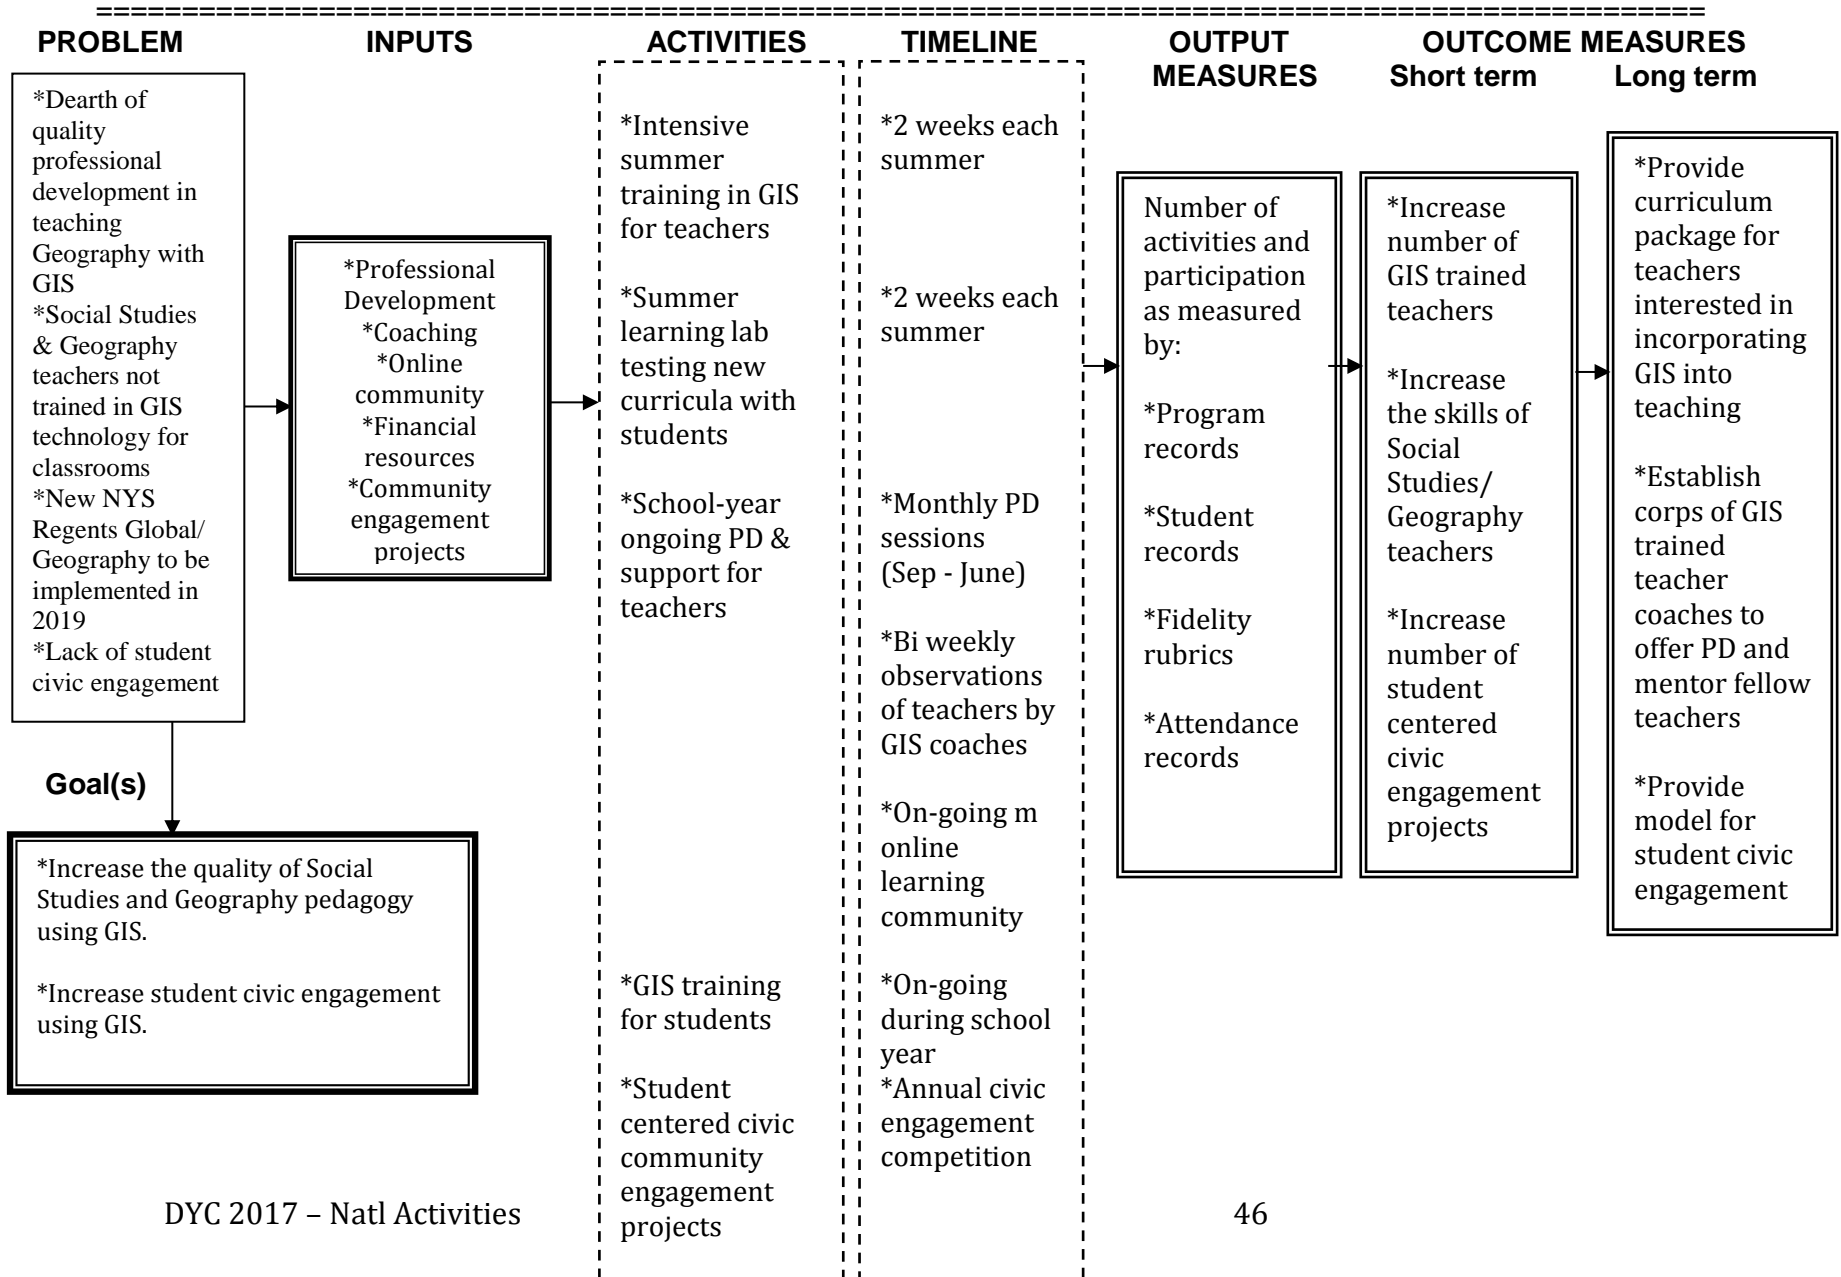 ====================================================================================================
PROBLEM
INPUTS
ACTIVITIES
TIMELINE
OUTPUT
MEASURES
OUTCOME MEASURES
Short term
Long term
*Dearth of
quality
professional
development in
teaching
Geography with
GIS
*Social Studies
& Geography
teachers not
trained in GIS
technology for
classrooms
*New NYS
Regents Global/
Geography to be
implemented in
2019
*Lack of student
civic engagement
Goal(s)
*Increase the quality of Social
Studies and Geography pedagogy
using GIS.
*Increase student civic engagement
using GIS.
*Professional
Development
*Coaching
*Online
community
*Financial
resources
*Community
engagement
projects
*Intensive
summer
training in GIS
for teachers
*Summer
learning lab
testing new
curricula with
students
*School-year
ongoing PD &
support for
teachers
*GIS training
for students
*Student
centered civic
community
engagement
projects
*2 weeks each
summer
*2 weeks each
summer
*Monthly PD
sessions
(Sep - June)
*Bi weekly
observations
of teachers by
GIS coaches
*On-going m
online
learning
community
*On-going
during school
year
*Annual civic
engagement
competition
Number of
activities and
participation
as measured
by:
*Program
records
*Student
records
*Fidelity
rubrics
*Attendance
records
*Increase
number of
GIS trained
teachers
*Increase
the skills of
Social
Studies/
Geography
teachers
*Increase
number of
student
centered
civic
engagement
projects
*Provide
curriculum
package for
teachers
interested in
incorporating
GIS into
teaching
*Establish
corps of GIS
trained
teacher
coaches to
offer PD and
mentor fellow
teachers
*Provide
model for
student civic
engagement
DYC 2017 – Natl Activities
46